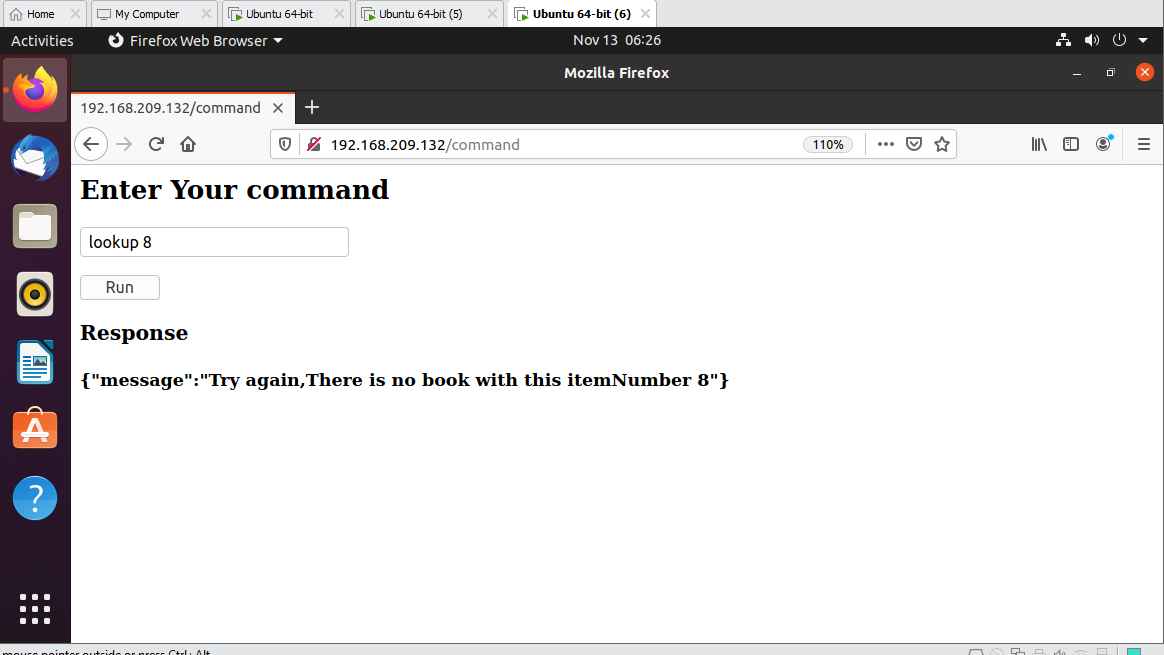 Home My Computer Ubuntu 64-bit Ubuntu 64-bit (5) Ubuntu 64-bit (6)
Activities Firefox Web Browser Nov 13 06:26
Mozilla Firefox
192.168.209.132/command
192.168.209.132/command 110%
Enter Your command
lookup 8
Run
Response
{"message":"Try again,There is no book with this itemNumber 8"}
mouse pointer outside or press Ctrl+Alt.